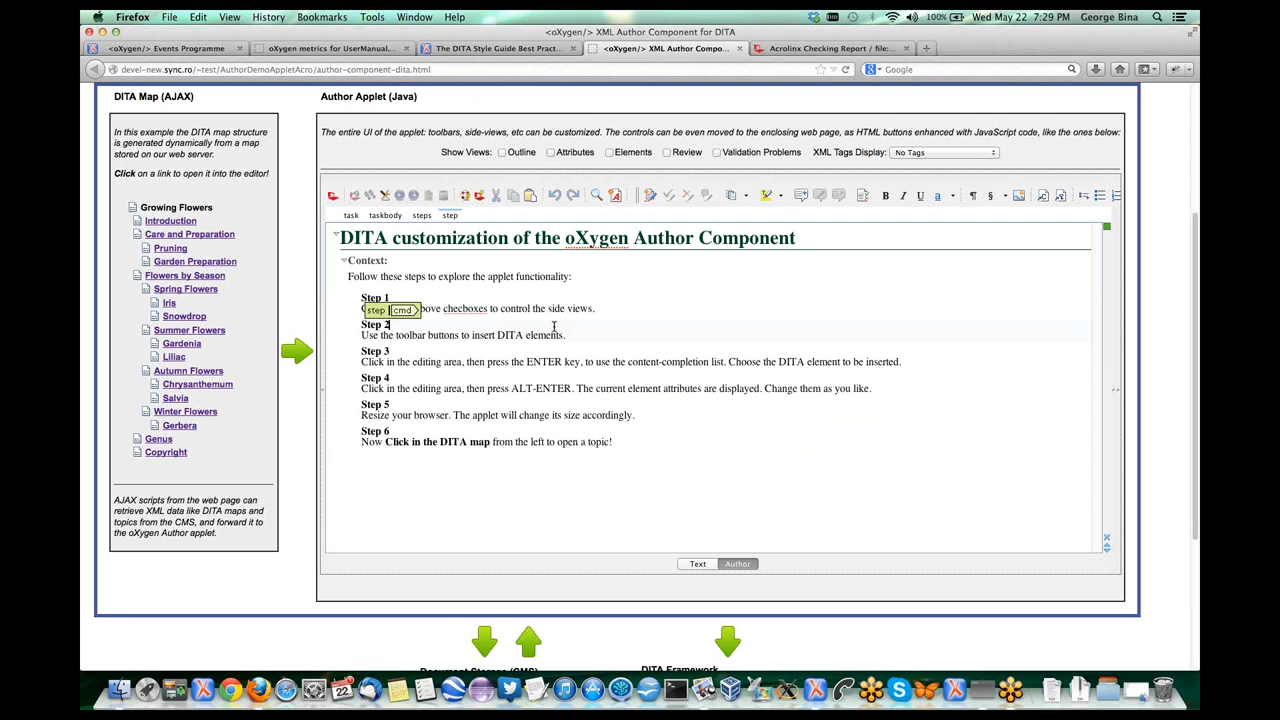 Firefox File Edit View History Bookmarks Tools Window Help 100% Wed May 22 7:29 PM George Bina
<oXygen/> XML Author Component for DITA
<oXygen/> Events Programme oXygen metrics for UserManual... The DITA Style Guide Best Pract... <oXygen/> XML Author Compo... Acrolinx Checking Report / file:...
devel-new.sync.ro/~test/AuthorDemoAppletAcro/author-component-dita.html Google
DITA Map (AJAX) Author Applet (Java)
In this example the DITA map structure
is generated dynamically from a map
stored on our web server.
Click on a link to open it into the editor!
Growing Flowers
Introduction
Care and Preparation
Pruning
Garden Preparation
Flowers by Season
Spring Flowers
Iris
Snowdrop
Summer Flowers
Gardenia
Liliac
Autumn Flowers
Chrysanthemum
Salvia
Winter Flowers
Gerbera
Genus
Copyright
AJAX scripts from the web page can
retrieve XML data like DITA maps and
topics from the CMS, and forward it to
the oXygen Author applet.
The entire UI of the applet: toolbars, side-views, etc can be customized. The controls can be even moved to the enclosing web page, as HTML buttons enhanced with JavaScript code, like the ones below:
Show Views: Outline Attributes Elements Review Validation Problems XML Tags Display: No Tags
B I U a
task taskbody steps step
DITA customization of the oXygen Author Component
Context:
Follow these steps to explore the applet functionality:
Step 1
step cmd
checboxes to control the side views.
Step 2
Use the toolbar buttons to insert DITA elements.
Step 3
Click in the editing area, then press the ENTER key, to use the content-completion list. Choose the DITA element to be inserted.
Step 4
Click in the editing area, then press ALT-ENTER. The current element attributes are displayed. Change them as you like.
Step 5
Resize your browser. The applet will change its size accordingly.
Step 6
Now Click in the DITA map from the left to open a topic!
Text Author
Document Storage (CMS) DITA Framework
22